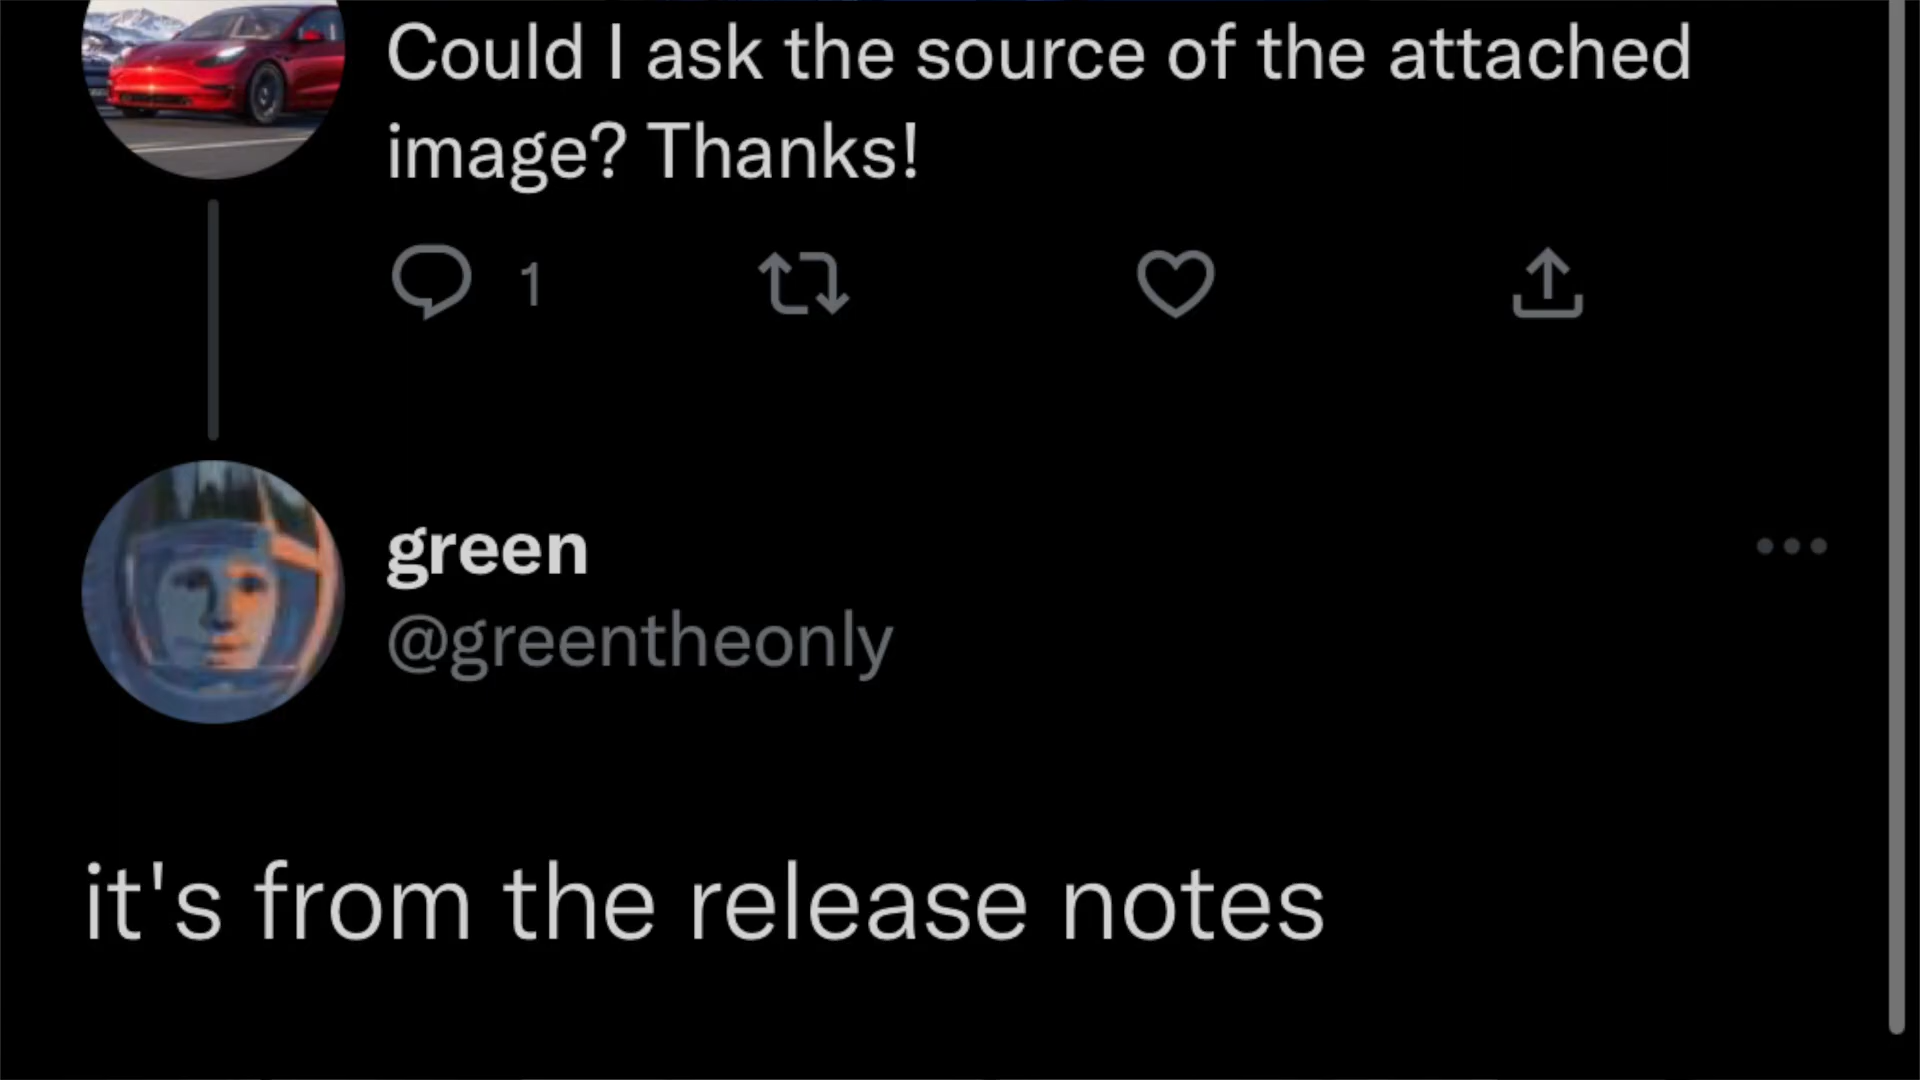 Could I ask the source of the attached
image? Thanks!
1
green
@greentheonly
it's from the release notes